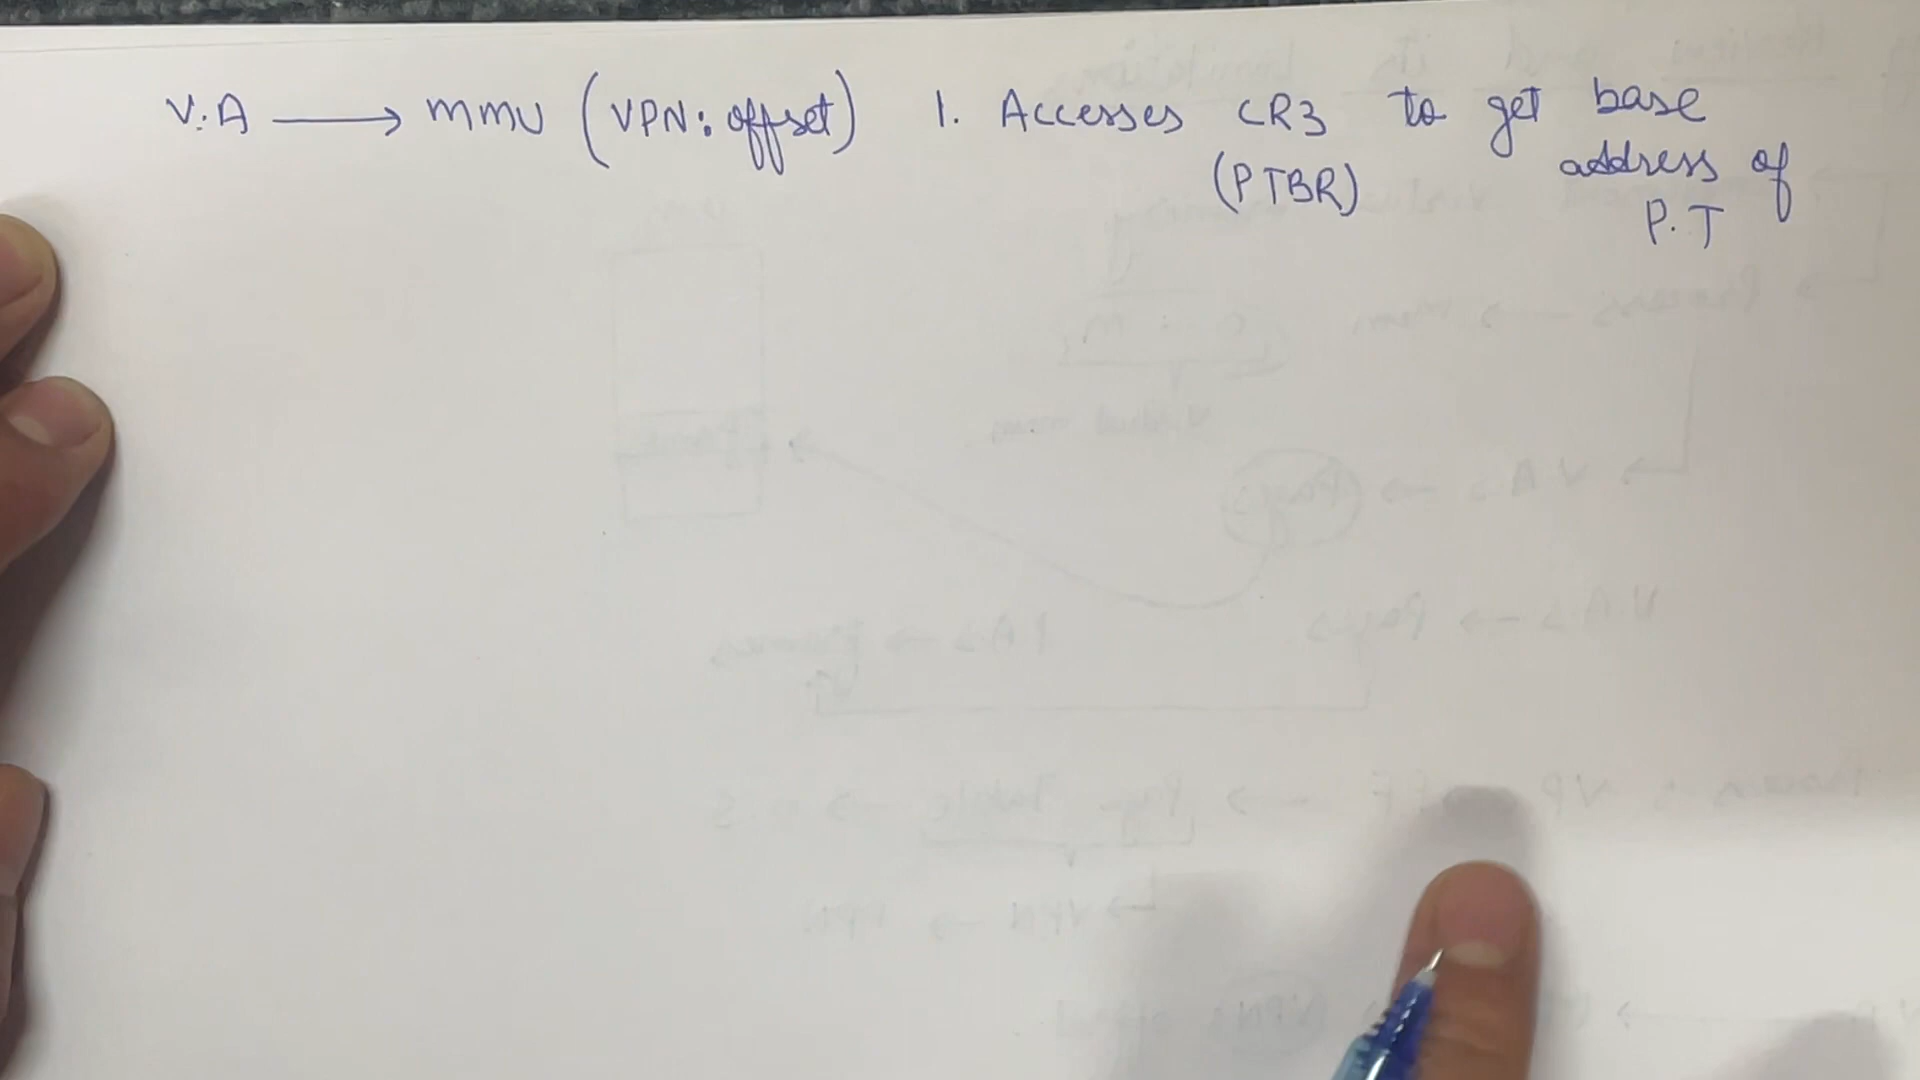 V.A → MMU (VPN: offset) 1. Accesses CR3 to get base
(PTBR) address of
P.T